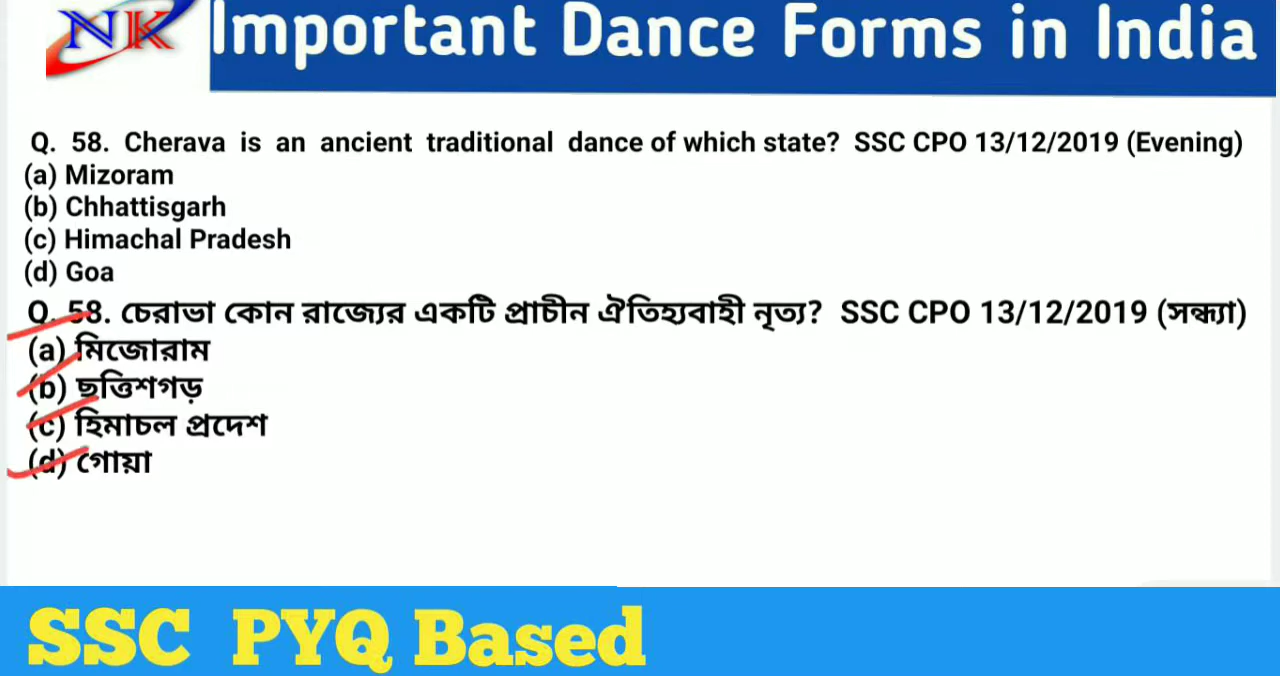 NK Important Dance Forms in India
Q. 58. Cherava is an ancient traditional dance of which state? SSC CPO 13/12/2019 (Evening)
(a) Mizoram
(b) Chhattisgarh
(c) Himachal Pradesh
(d) Goa
Q. 58. চেরাভা কোন রাজ্যের একটি প্রাচীন ঐতিহ্যবাহী নৃত্য? SSC CPO 13/12/2019 (সন্ধ্যা)
(a) মিজোরাম
(b) ছত্তিশগড়
(c) হিমাচল প্রদেশ
(d) গোয়া
SSC PYQ Based